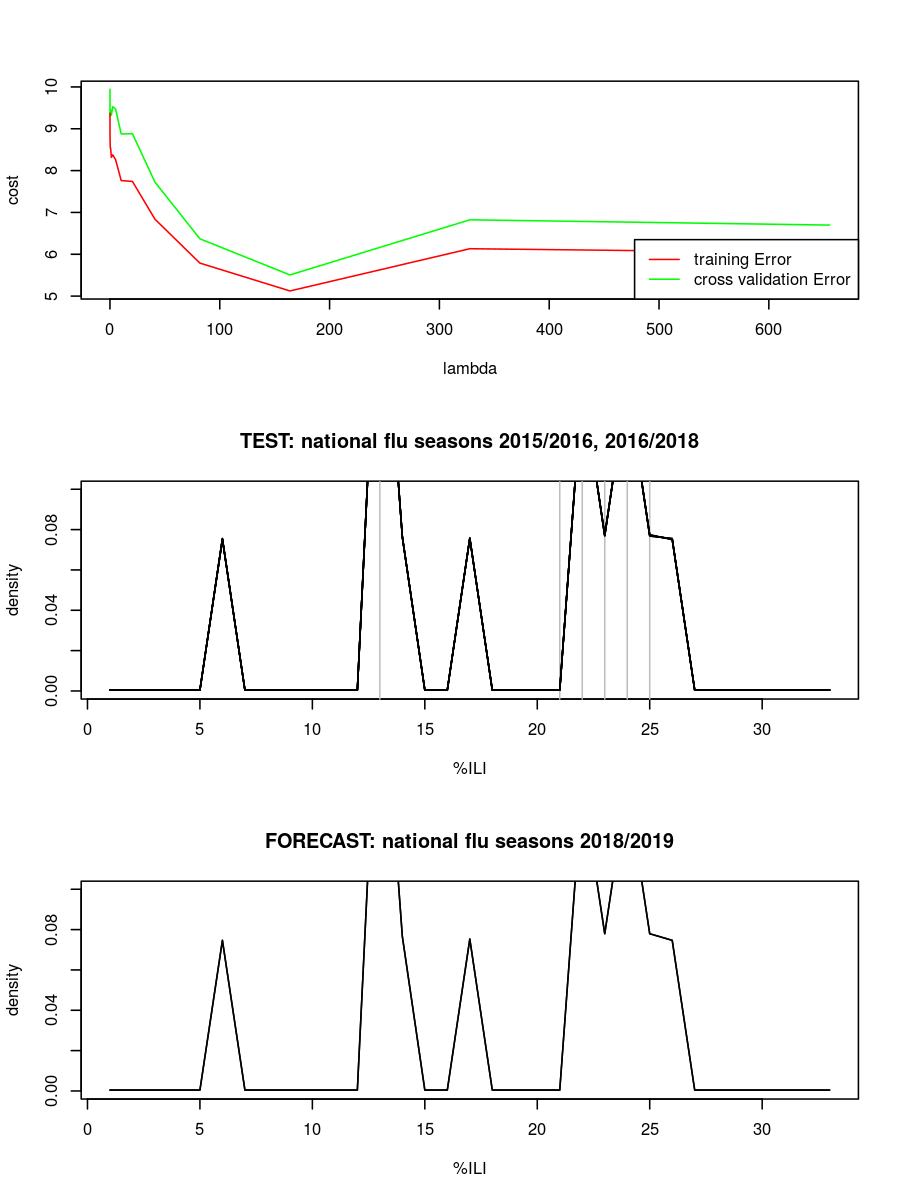 10
9
8
7
6
5
cost
training Error
cross validation Error
0 100 200 300 400 500 600
lambda
TEST: national flu seasons 2015/2016, 2016/2018
0.08
0.04
0.00
density
0 5 10 15 20 25 30
%ILI
FORECAST: national flu seasons 2018/2019
0.08
0.04
0.00
density
0 5 10 15 20 25 30
%ILI